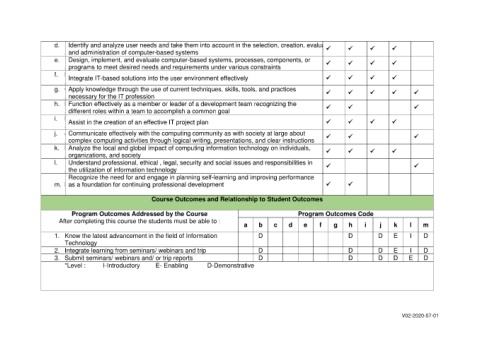 d. Identify and analyze user needs and take them into account in the selection, creation, evalu ✓ ✓ ✓ ✓
and administration of computer-based systems
e. Design, implement, and evaluate computer-based systems, processes, components, or ✓ ✓ ✓ ✓
programs to meet desired needs and requirements under various constraints
f. Integrate IT-based solutions into the user environment effectively ✓ ✓ ✓ ✓
g. Apply knowledge through the use of current techniques, skills, tools, and practices ✓ ✓ ✓ ✓ ✓
necessary for the IT profession
h. Function effectively as a member or leader of a development team recognizing the ✓ ✓ ✓
different roles within a team to accomplish a common goal
i. Assist in the creation of an effective IT project plan ✓ ✓ ✓ ✓
j. Communicate effectively with the computing community as with society at large about ✓ ✓ ✓
complex computing activities through logical writing, presentations, and clear instructions
k. Analyze the local and global impact of computing information technology on individuals, ✓ ✓ ✓ ✓
organizations, and society
l. Understand professional, ethical , legal, security and social issues and responsibilities in ✓ ✓
the utilization of information technology
Recognize the need for and engage in planning self-learning and improving performance
m. as a foundation for continuing professional development ✓ ✓
Course Outcomes and Relationship to Student Outcomes
Program Outcomes Addressed by the Course Program Outcomes Code
After completing this course the students must be able to :
a b c d e f g h i j k l m
1. Know the latest advancement in the field of Information D D D E I D
Technology
2. Integrate learning from seminars/ webinars and trip D D D E I D
3. Submit seminars/ webinars and/ or trip reports D D D D E D
*Level : I-Introductory E- Enabling D-Demonstrative
V02-2020-07-01